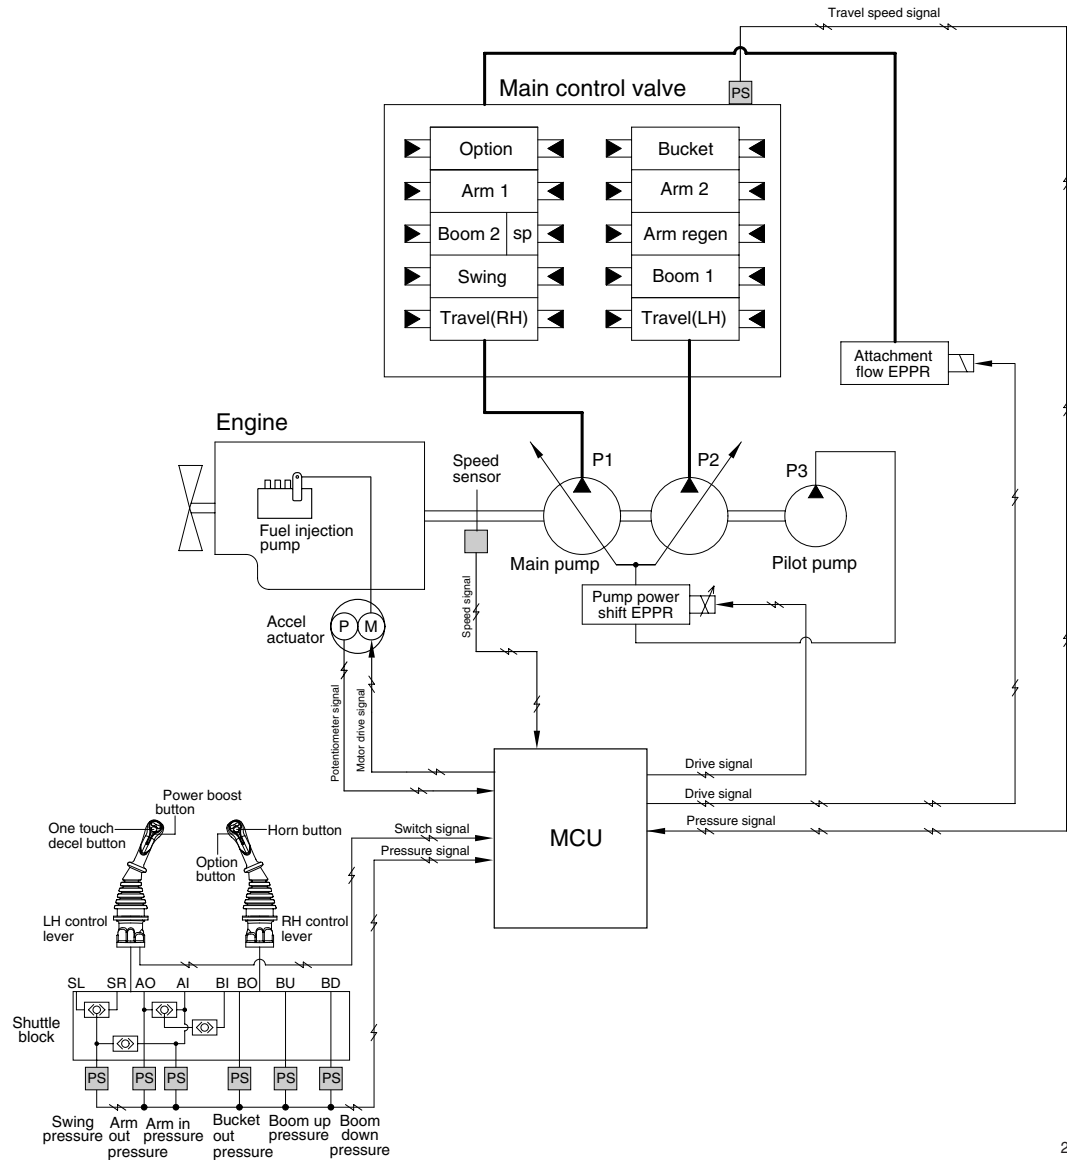 Travel speed signal
Main control valve
PS
Option
Bucket
Arm 1
Arm 2
Boom 2
sp
Arm regen
Swing
Boom 1
Travel(RH)
Travel(LH)
Attachment
flow EPPR
Engine
Speed
sensor
P1
P2
P3
Fuel injection
pump
Main pump
Pilot pump
Pump power
shift EPPR
Accel
actuator
P
M
Speed signal
Potentiometer signal
Motor drive signal
Drive signal
Drive signal
Pressure signal
MCU
Switch signal
Pressure signal
Power boost
button
One touch
decel button
Horn button
Option
button
LH control
lever
RH control
lever
SL
SR
AO
AI
BI
BO
BU
BD
Shuttle
block
PS
PS
PS
PS
PS
PS
Swing
pressure
Arm
out
pressure
Arm in
pressure
Bucket
out
pressure
Boom up
pressure
Boom
down
pressure
2